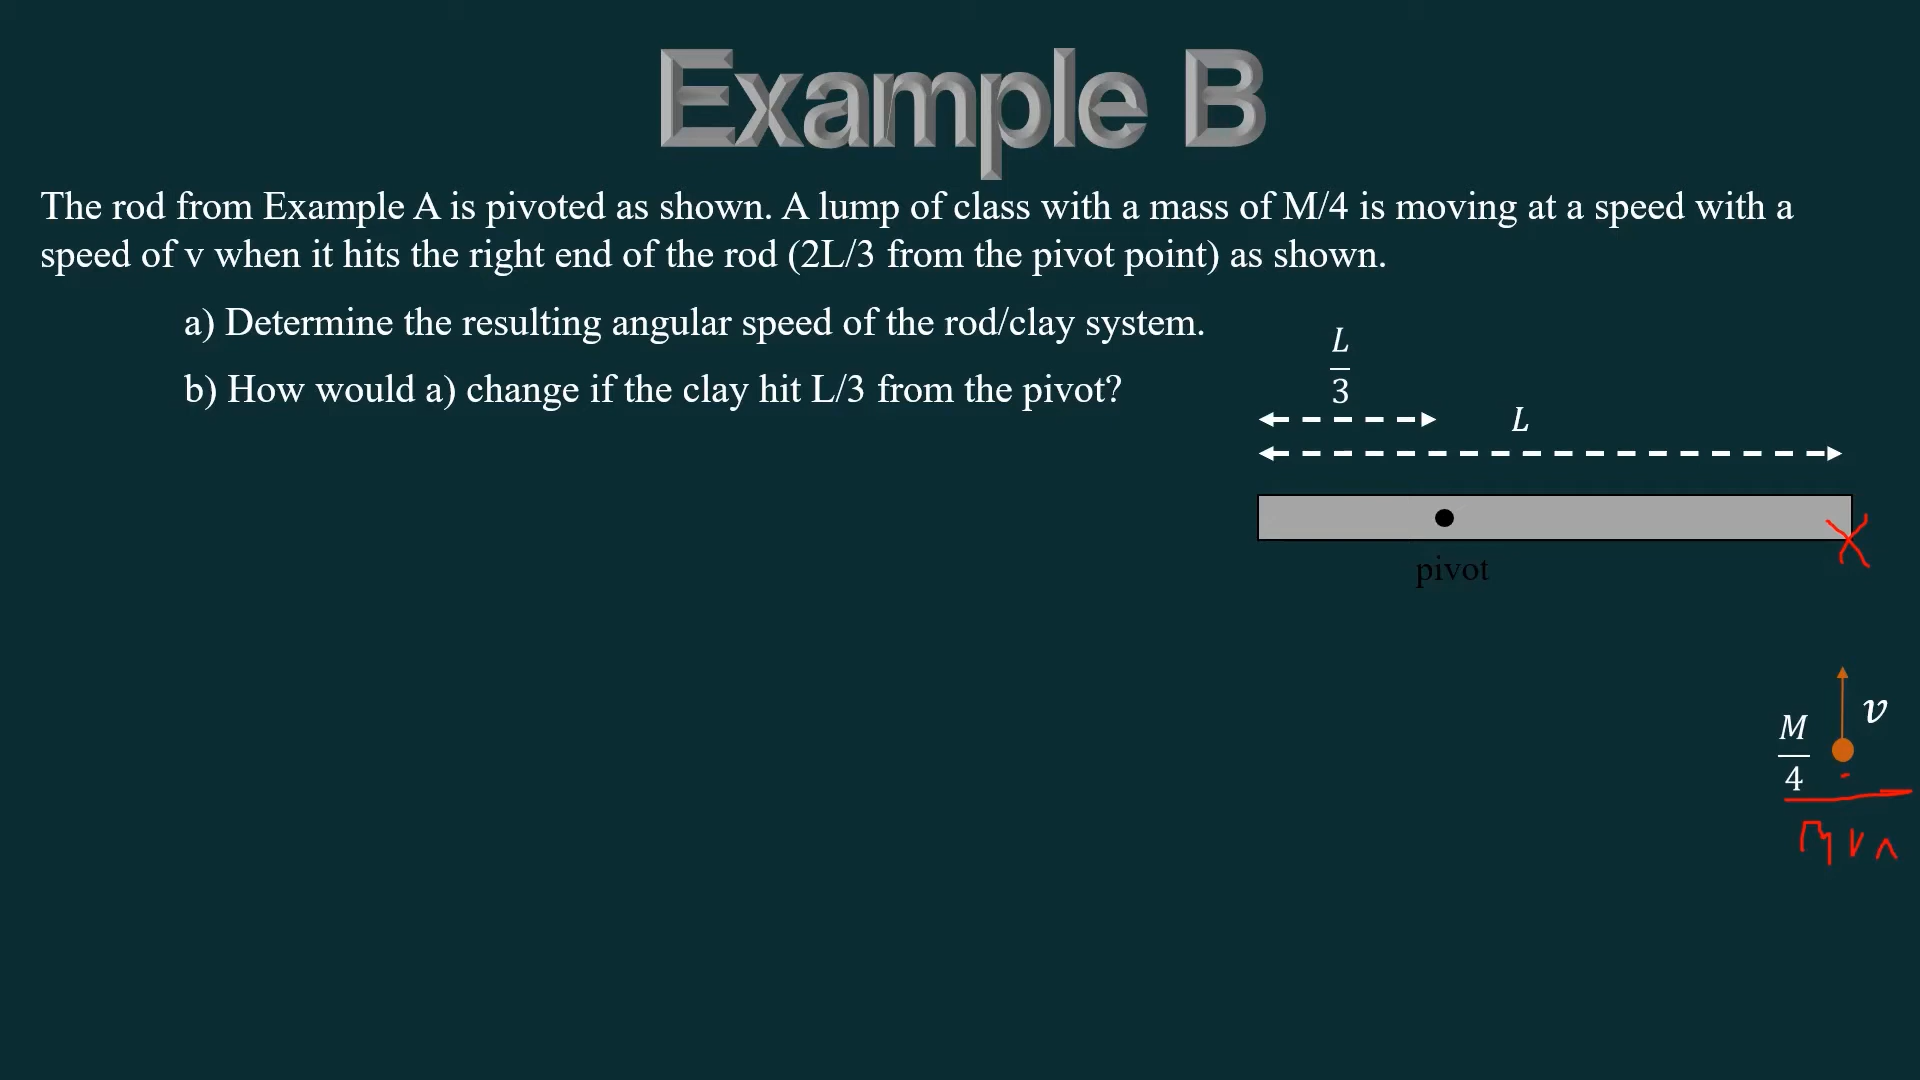 Example B
The rod from Example A is pivoted as shown. A lump of class with a mass of M/4 is moving at a speed with a
speed of v when it hits the right end of the rod (2L/3 from the pivot point) as shown.
a) Determine the resulting angular speed of the rod/clay system.
b) How would a) change if the clay hit L/3 from the pivot?
L
3
L
pivot
v
M
4